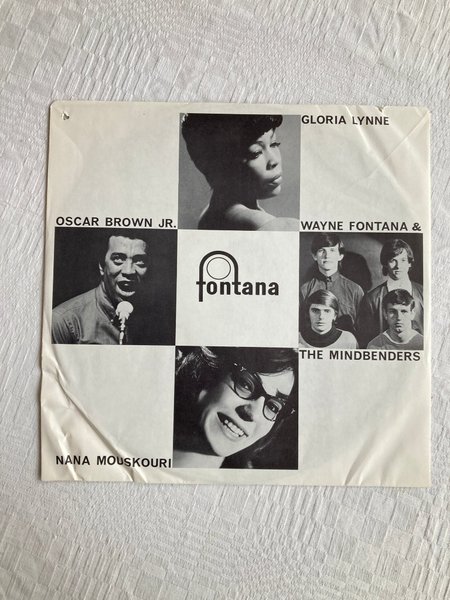 GLORIA LYNNE
OSCAR BROWN JR.
WAYNE FONTANA &
fontana
THE MINDBENDERS
NANA MOUSKOURI